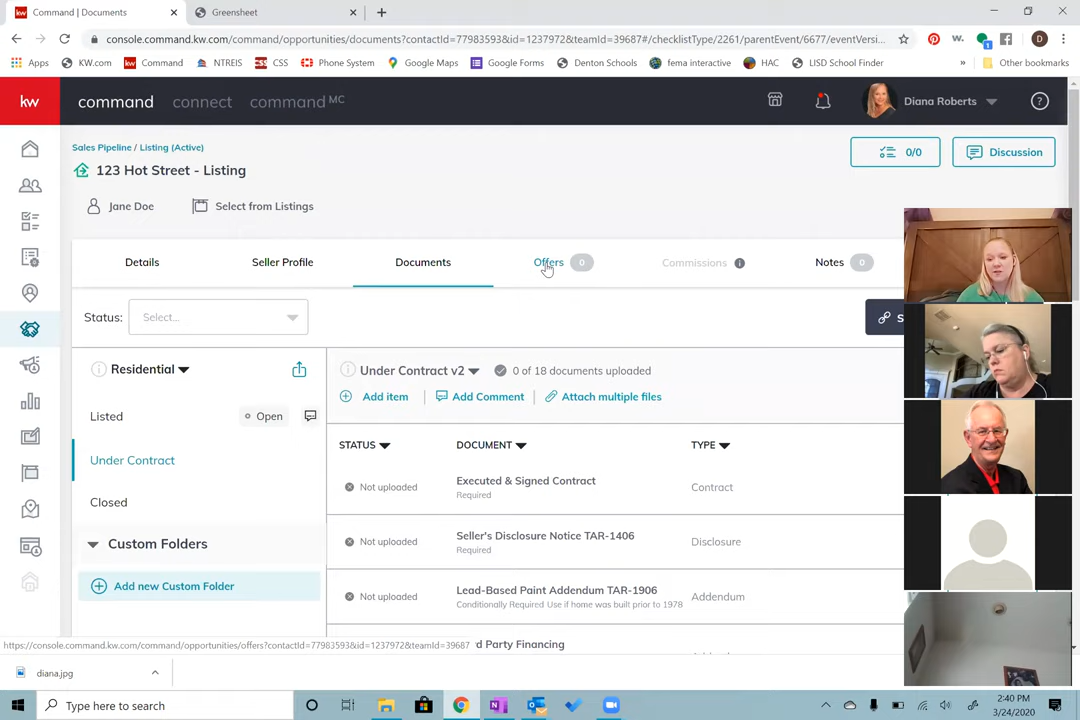 Command | Documents
Greensheet
console.command.kw.com/command/opportunities/documents?contactId=77983593&id=1237972&teamId=39687#/checklistType/2261/parentEvent/6677/eventVersi...
w.
1
D
Apps
KW.com
kw
Command
NTREIS
CSS
CSS
Phone System
Google Maps
Google Forms
Denton Schools
fema interactive
HAC
LISD School Finder
»
Other bookmarks
kw
command
connect
command MC
Diana Roberts
?
Sales Pipeline / Listing (Active)
123 Hot Street - Listing
0/0
Discussion
Jane Doe
Select from Listings
Details
Seller Profile
Documents
Offers
0
Commissions
Notes
0
Status:
Select...
S
Residential
Under Contract v2
0 of 18 documents uploaded
Add item
Add Comment
Attach multiple files
Listed
Open
Under Contract
Closed
Custom Folders
Add new Custom Folder
STATUS
DOCUMENT
TYPE
Not uploaded
Executed & Signed Contract
Required
Contract
Not uploaded
Seller's Disclosure Notice TAR-1406
Required
Disclosure
Not uploaded
Lead-Based Paint Addendum TAR-1906
Conditionally Required Use if home was built prior to 1978
Addendum
d Party Financing
https://console.command.kw.com/command/opportunities/offers?contactId=77983593&id=1237972&teamId=39687
diana.jpg
Type here to search
2:40 PM
3/24/2020